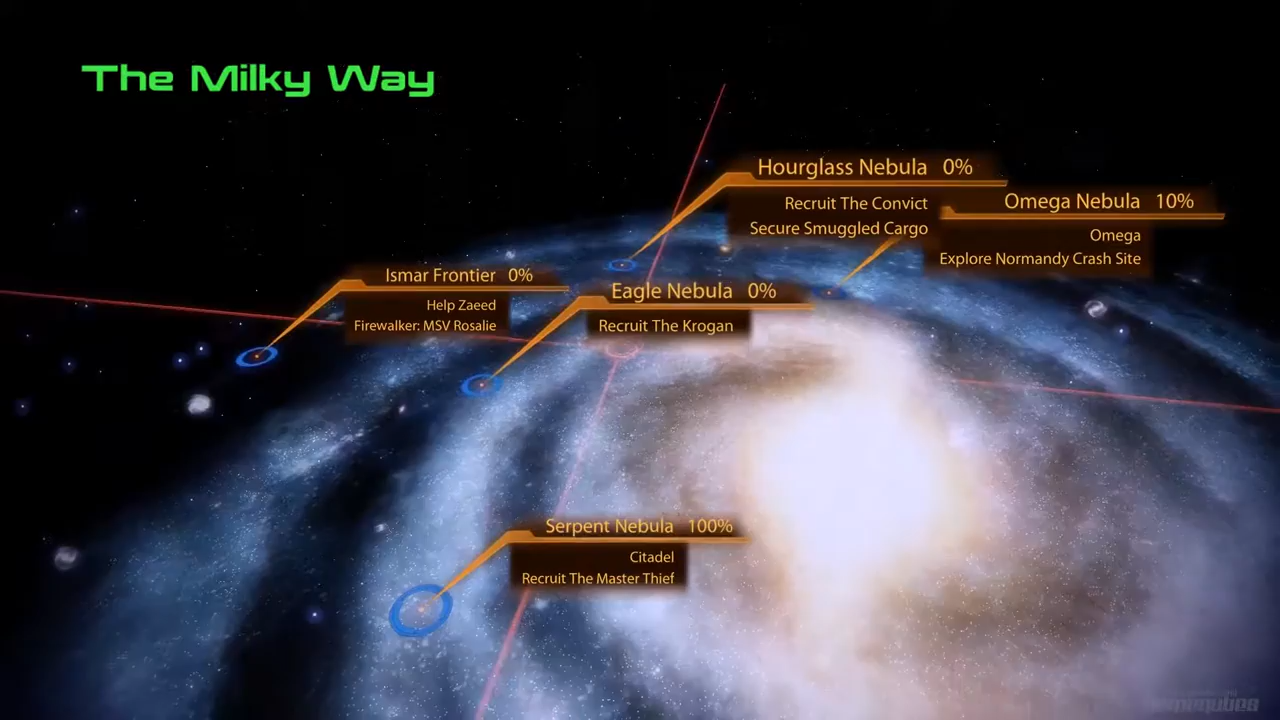 The Milky Way
Hourglass Nebula 0%
Recruit The Convict
Secure Smuggled Cargo
Omega Nebula 10%
Omega
Explore Normandy Crash Site
Ismar Frontier 0%
Help Zaeed
Firewalker: MSV Rosalie
Eagle Nebula 0%
Recruit The Krogan
Serpent Nebula 100%
Citadel
Recruit The Master Thief